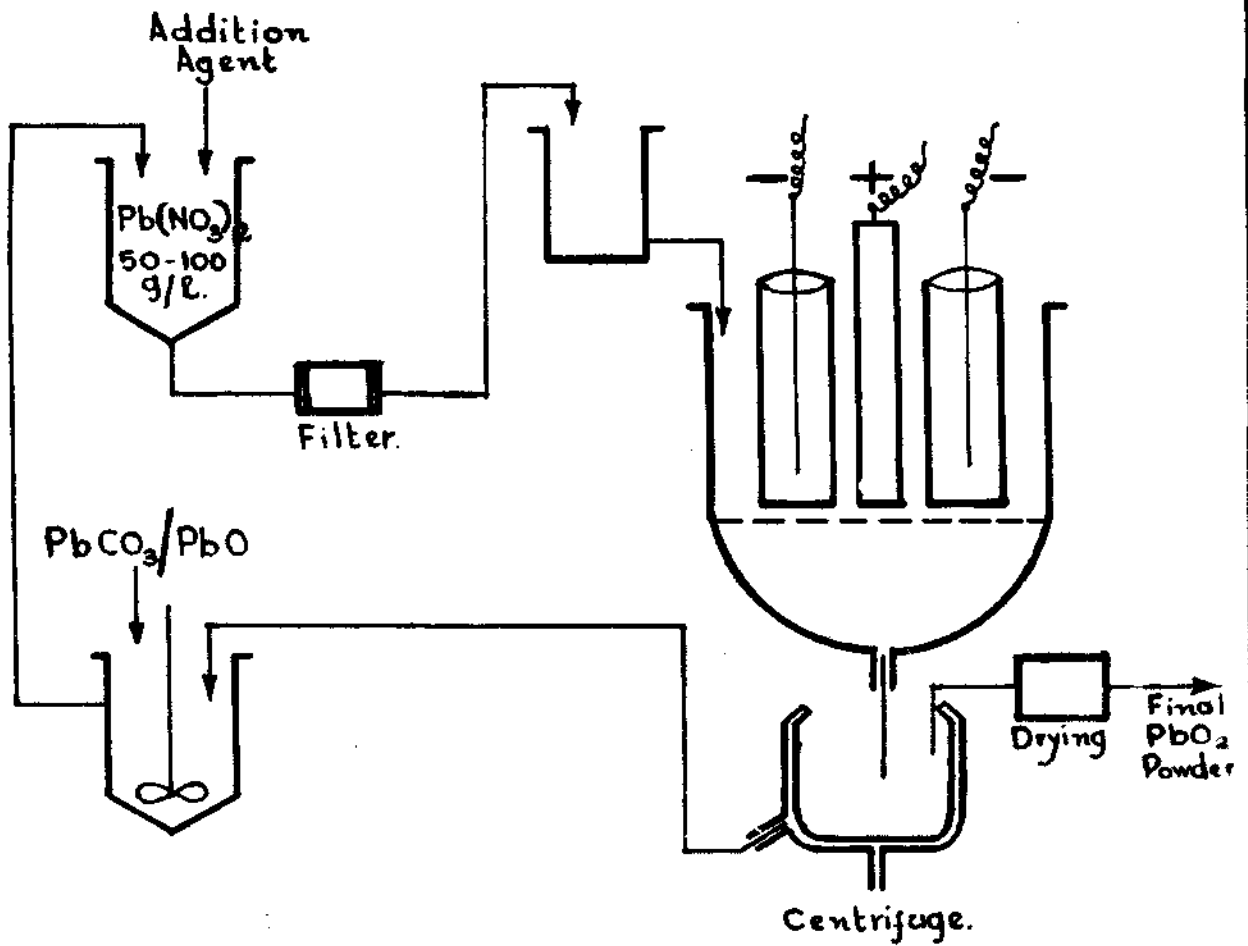 Addition
Agent
Pb(NO₃)₂
50-100
g/l.
Filter.
− + −
PbCO₃/PbO
Drying
Final
PbO₂
Powder
Centrifuge.